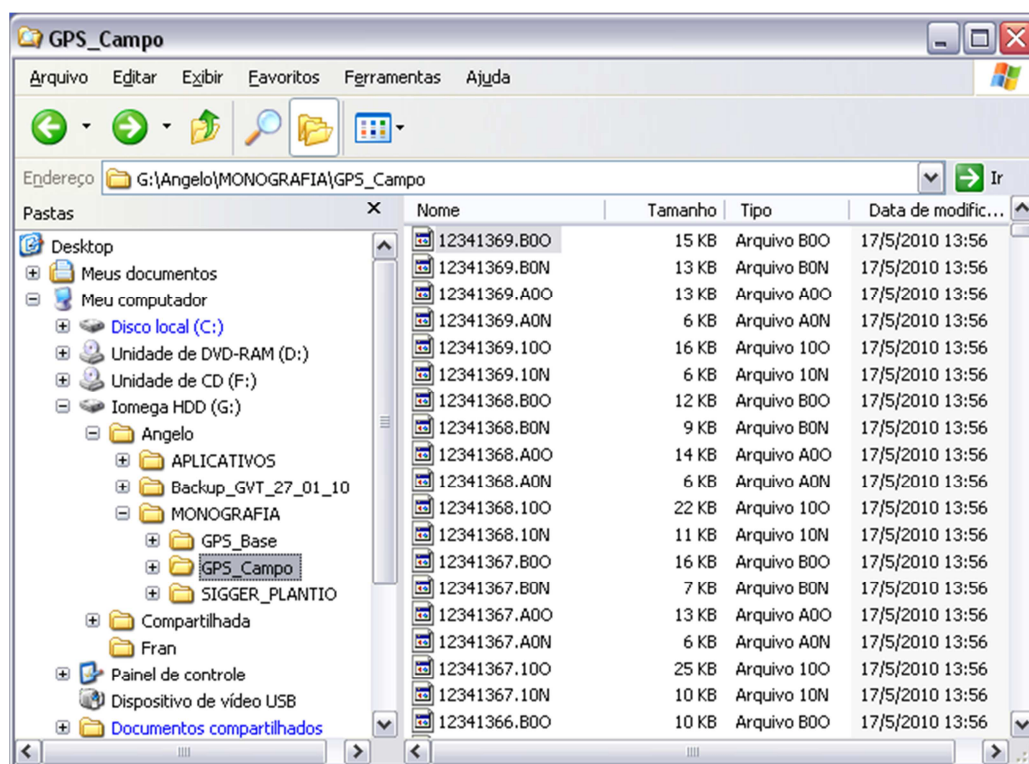 GPS_Campo
Arquivo Editar Exibir Favoritos Ferramentas Ajuda
Endereço G:\Angelo\MONOGRAFIA\GPS_Campo Ir
Pastas
Desktop
Meus documentos
Meu computador
Disco local (C:)
Unidade de DVD-RAM (D:)
Unidade de CD (F:)
Iomega HDD (G:)
Angelo
APLICATIVOS
Backup_GVT_27_01_10
MONOGRAFIA
GPS_Base
GPS_Campo
SIGGER_PLANTIO
Compartilhada
Fran
Painel de controle
Dispositivo de vídeo USB
Documentos compartilhados
Nome Tamanho Tipo Data de modific...
12341369.B0O 15 KB Arquivo B0O 17/5/2010 13:56
12341369.B0N 13 KB Arquivo B0N 17/5/2010 13:56
12341369.A0O 13 KB Arquivo A0O 17/5/2010 13:56
12341369.A0N 6 KB Arquivo A0N 17/5/2010 13:56
12341369.10O 16 KB Arquivo 10O 17/5/2010 13:56
12341369.10N 6 KB Arquivo 10N 17/5/2010 13:56
12341368.B0O 12 KB Arquivo B0O 17/5/2010 13:56
12341368.B0N 9 KB Arquivo B0N 17/5/2010 13:56
12341368.A0O 14 KB Arquivo A0O 17/5/2010 13:56
12341368.A0N 6 KB Arquivo A0N 17/5/2010 13:56
12341368.10O 22 KB Arquivo 10O 17/5/2010 13:56
12341368.10N 11 KB Arquivo 10N 17/5/2010 13:56
12341367.B0O 16 KB Arquivo B0O 17/5/2010 13:56
12341367.B0N 7 KB Arquivo B0N 17/5/2010 13:56
12341367.A0O 13 KB Arquivo A0O 17/5/2010 13:56
12341367.A0N 6 KB Arquivo A0N 17/5/2010 13:56
12341367.10O 25 KB Arquivo 10O 17/5/2010 13:56
12341367.10N 10 KB Arquivo 10N 17/5/2010 13:56
12341366.B0O 10 KB Arquivo B0O 17/5/2010 13:56